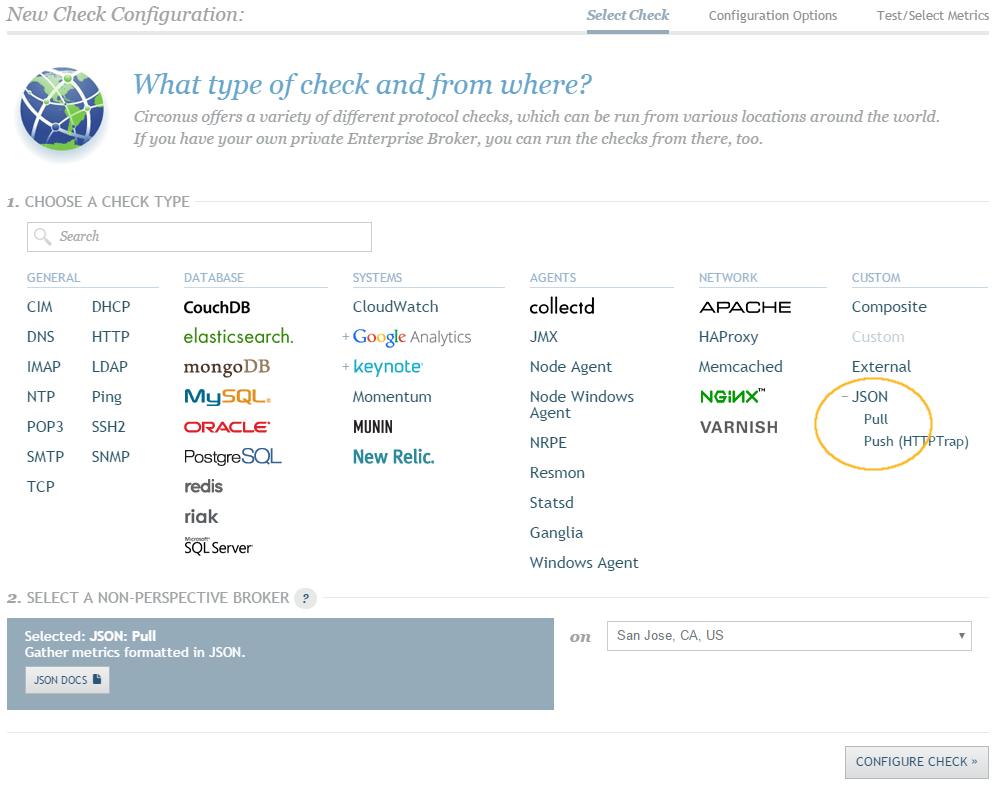 New Check Configuration:
Select Check
Configuration Options
Test/Select Metrics
What type of check and from where?
Circonus offers a variety of different protocol checks, which can be run from various locations around the world.
If you have your own private Enterprise Broker, you can run the checks from there, too.
1. CHOOSE A CHECK TYPE
Search
GENERAL
CIM
DHCP
DNS
HTTP
IMAP
LDAP
NTP
Ping
POP3
SSH2
SMTP
SNMP
TCP
DATABASE
CouchDB
elasticsearch.
mongoDB
MySQL®
ORACLE®
PostgreSQL
redis
riak
Microsoft®
SQL Server
SYSTEMS
CloudWatch
+ Google Analytics
+ keynote
Momentum
MUNIN
New Relic.
AGENTS
collectd
JMX
Node Agent
Node Windows
Agent
NRPE
Resmon
Statsd
Ganglia
Windows Agent
NETWORK
APACHE
HAProxy
Memcached
NGINX™
VARNISH
CUSTOM
Composite
Custom
External
− JSON
Pull
Push (HTTPTrap)
2. SELECT A NON-PERSPECTIVE BROKER ?
Selected: JSON: Pull
Gather metrics formatted in JSON.
JSON DOCS
on
San Jose, CA, US
CONFIGURE CHECK »